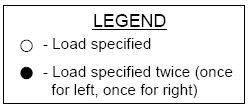 LEGEND
- Load specified
- Load specified twice (once
for left, once for right)